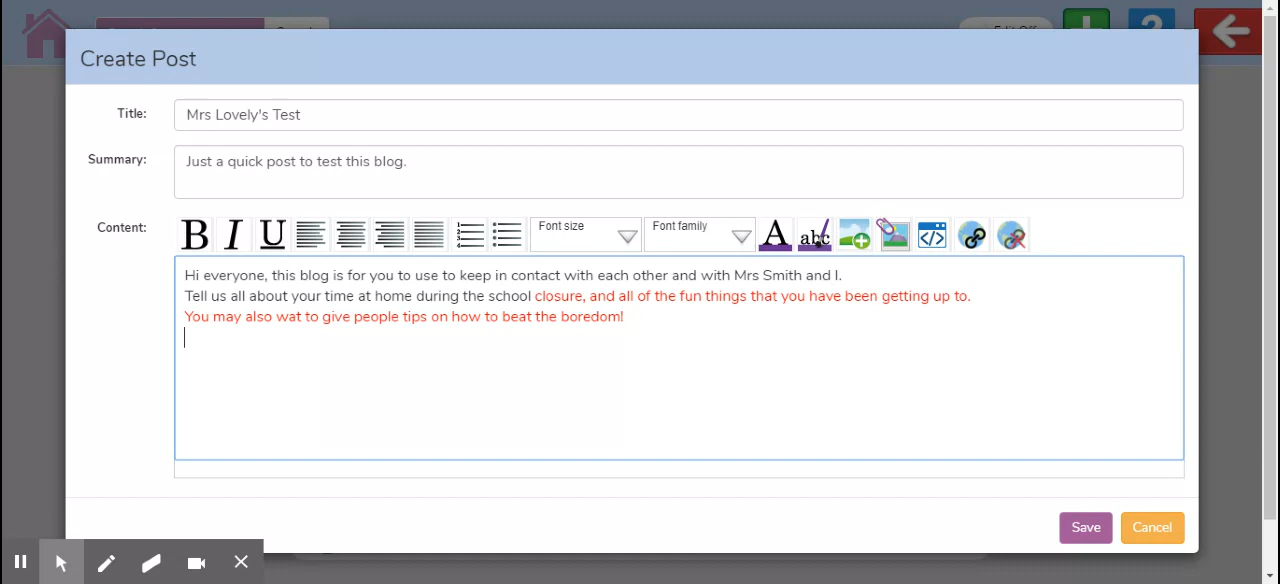 Create Post
Title:
Mrs Lovely's Test
Summary:
Just a quick post to test this blog.
Content:
B I U Font size Font family A abc </>
Hi everyone, this blog is for you to use to keep in contact with each other and with Mrs Smith and I.
Tell us all about your time at home during the school closure, and all of the fun things that you have been getting up to.
You may also wat to give people tips on how to beat the boredom!
Save Cancel